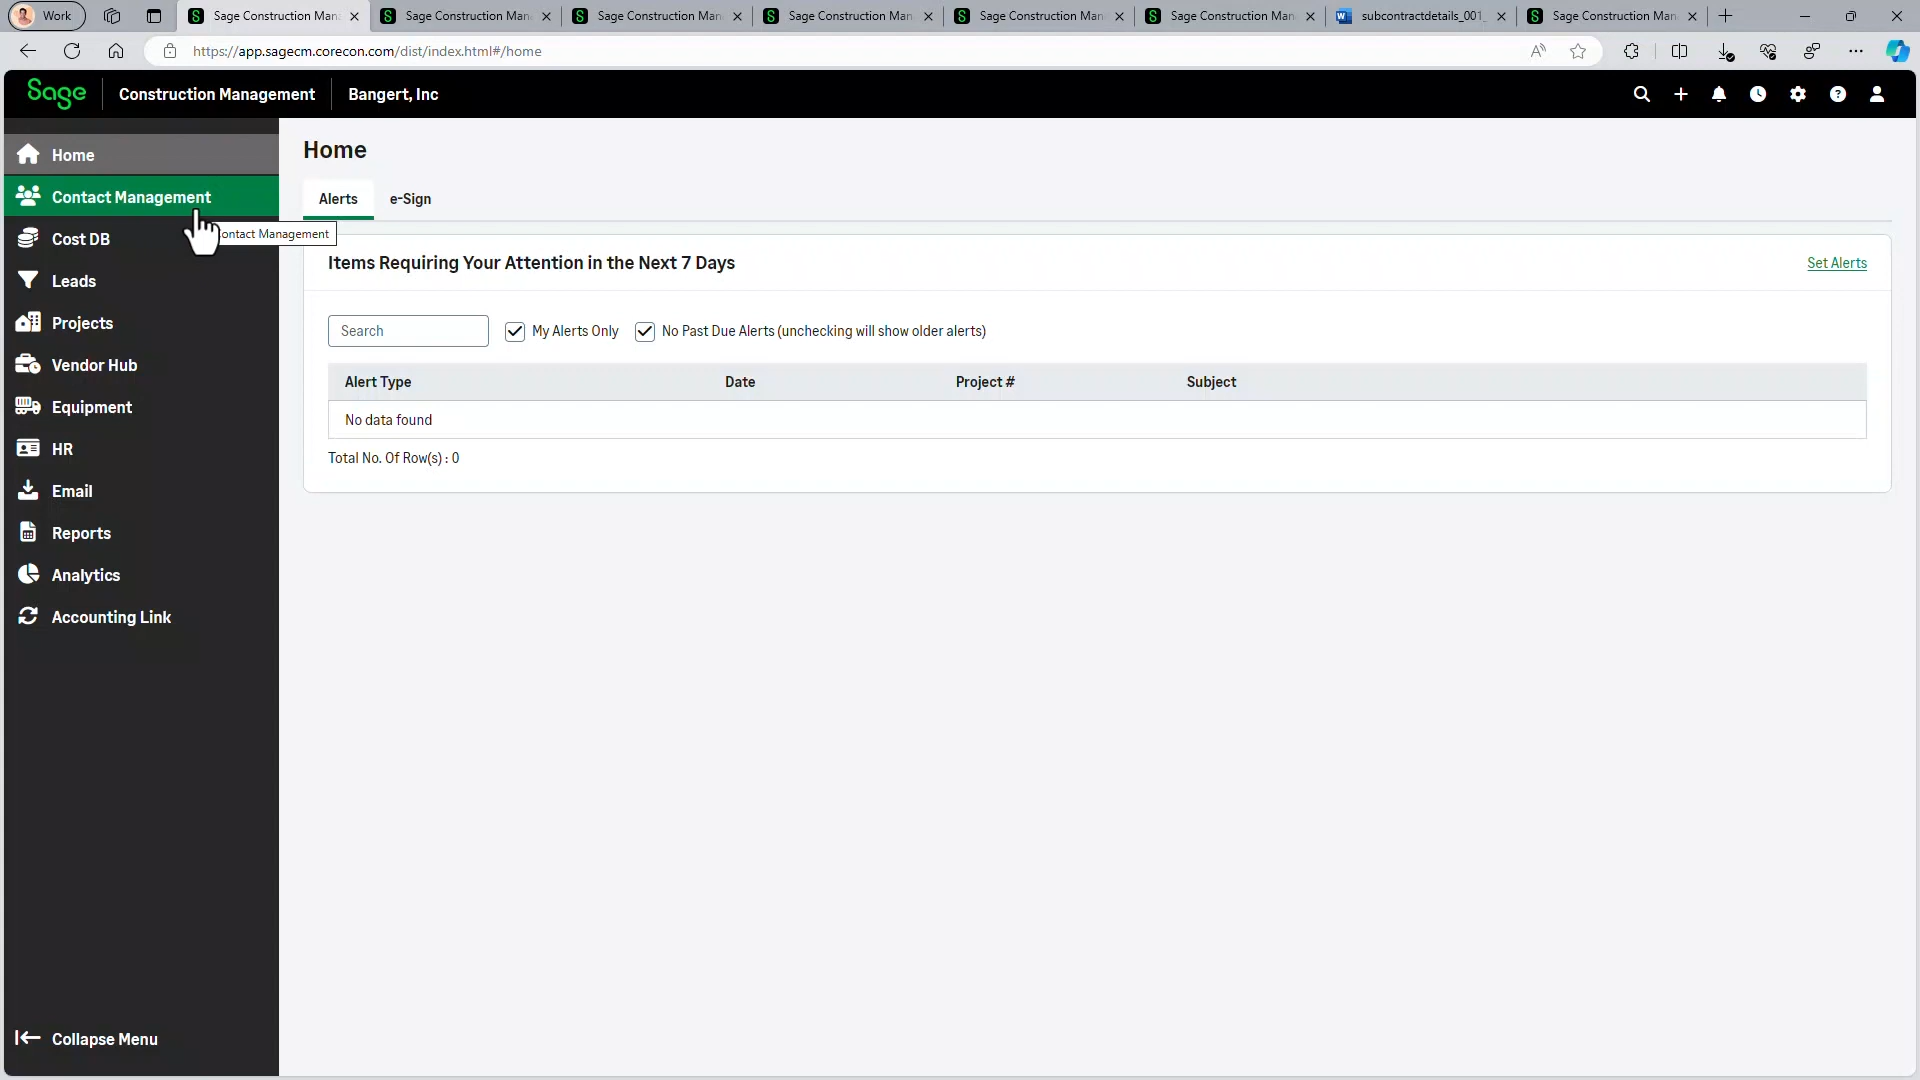 Work
Sage Construction Man
Sage Construction Man
Sage Construction Man
Sage Construction Man
Sage Construction Man
Sage Construction Man
subcontractdetails_001_
Sage Construction Man
https://app.sagecm.corecon.com/dist/index.html#/home
Sage
Construction Management
Bangert, Inc
Home
Contact Management
Cost DB
Leads
Projects
Vendor Hub
Equipment
HR
Email
Reports
Analytics
Accounting Link
Collapse Menu
Home
Alerts
e-Sign
ontact Management
Items Requiring Your Attention in the Next 7 Days
Set Alerts
Search
My Alerts Only
No Past Due Alerts (unchecking will show older alerts)
Alert Type Date Project # Subject
No data found
Total No. Of Row(s) : 0